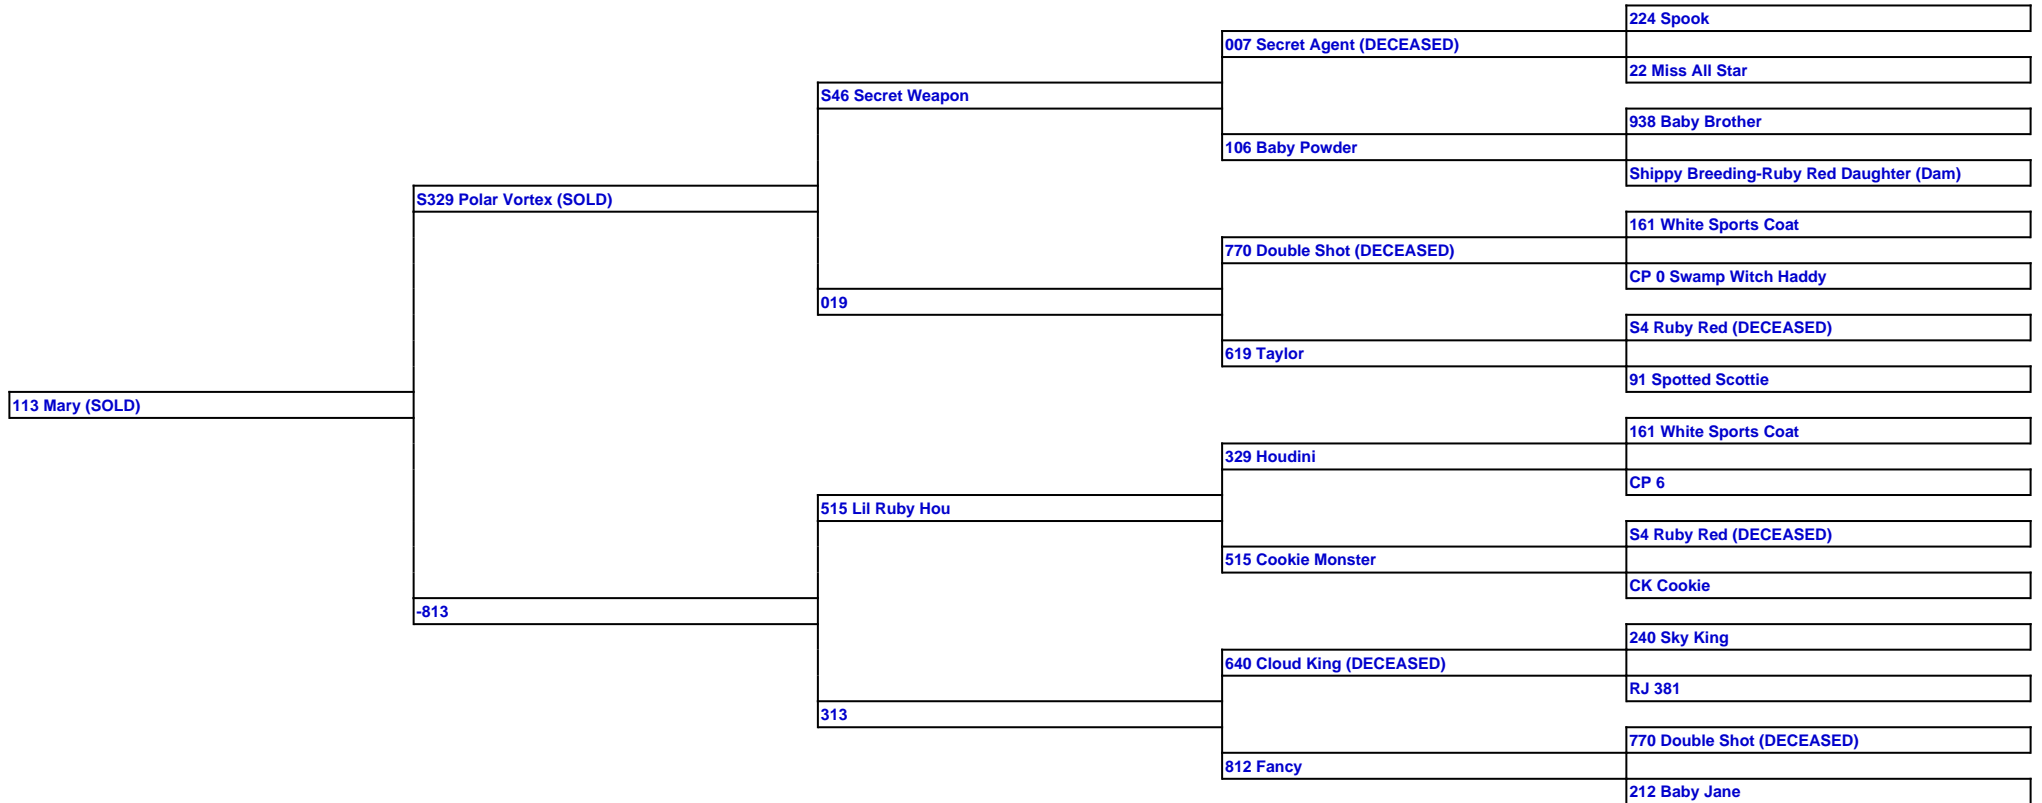 224 Spook
007 Secret Agent (DECEASED)
22 Miss All Star
S46 Secret Weapon
938 Baby Brother
106 Baby Powder
Shippy Breeding-Ruby Red Daughter (Dam)
S329 Polar Vortex (SOLD)
161 White Sports Coat
770 Double Shot (DECEASED)
CP 0 Swamp Witch Haddy
019
S4 Ruby Red (DECEASED)
619 Taylor
91 Spotted Scottie
113 Mary (SOLD)
161 White Sports Coat
329 Houdini
CP 6
515 Lil Ruby Hou
S4 Ruby Red (DECEASED)
515 Cookie Monster
CK Cookie
-813
240 Sky King
640 Cloud King (DECEASED)
RJ 381
313
770 Double Shot (DECEASED)
812 Fancy
212 Baby Jane